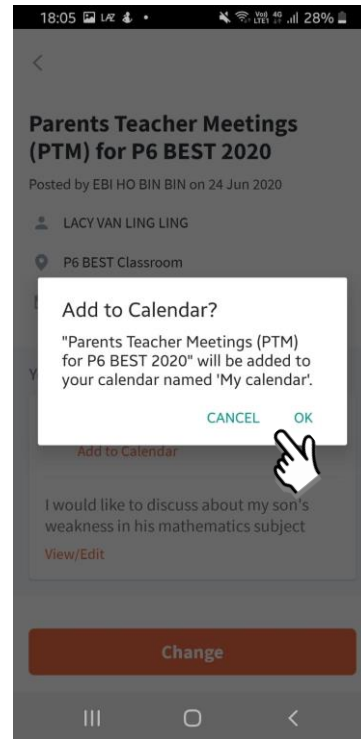 18:05
28%
Parents Teacher Meetings
(PTM) for P6 BEST 2020
Posted by EBI HO BIN BIN on 24 Jun 2020
LACY VAN LING LING
P6 BEST Classroom
Add to Calendar?
"Parents Teacher Meetings (PTM)
for P6 BEST 2020" will be added to
your calendar named 'My calendar'.
CANCEL OK
Add to Calendar
I would like to discuss about my son's
weakness in his mathematics subject
View/Edit
Change